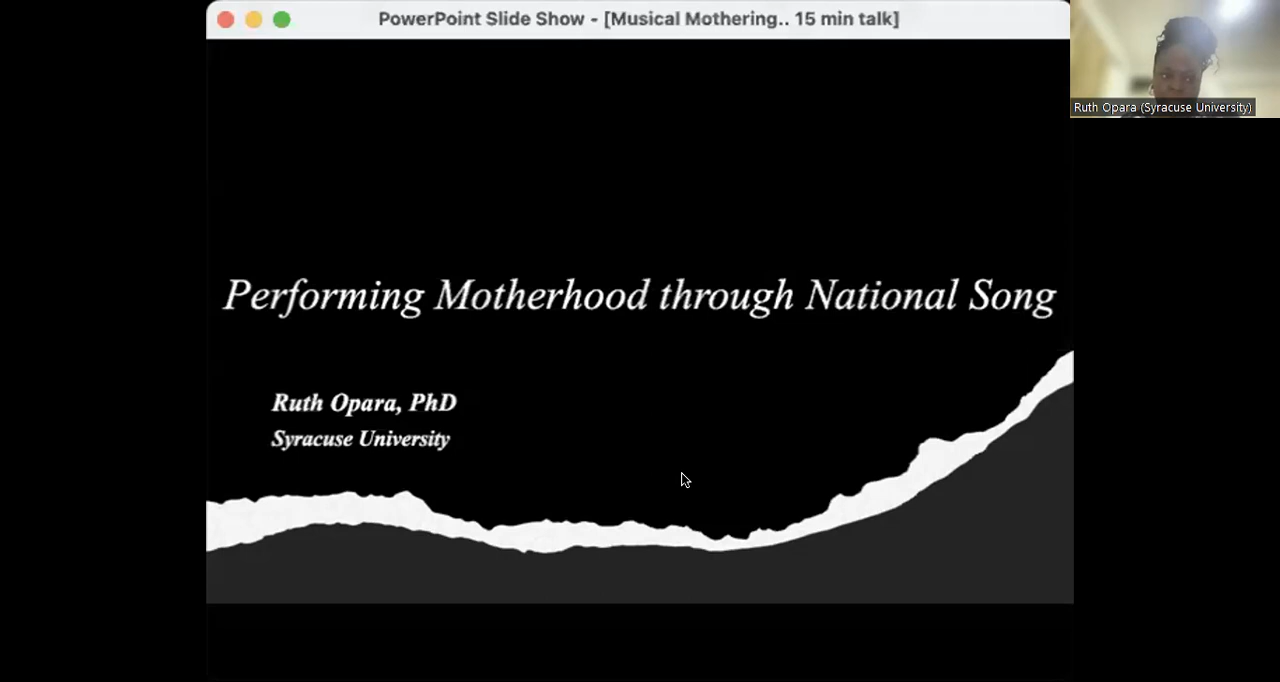 PowerPoint Slide Show - [Musical Mothering.. 15 min talk]
Ruth Opara (Syracuse University)
Performing Motherhood through National Song
Ruth Opara, PhD
Syracuse University